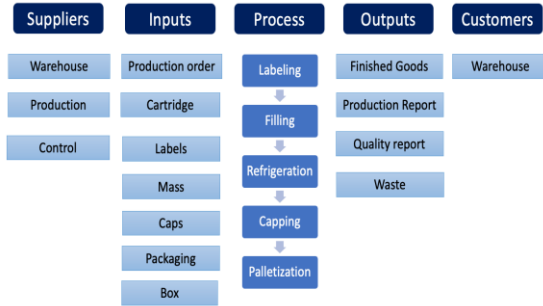 Suppliers
Inputs
Process
Outputs
Customers
Warehouse
Production order
Labeling
Finished Goods
Warehouse
Production
Cartridge
Filling
Production Report
Control
Labels
Refrigeration
Quality report
Mass
Waste
Caps
Capping
Packaging
Palletization
Box